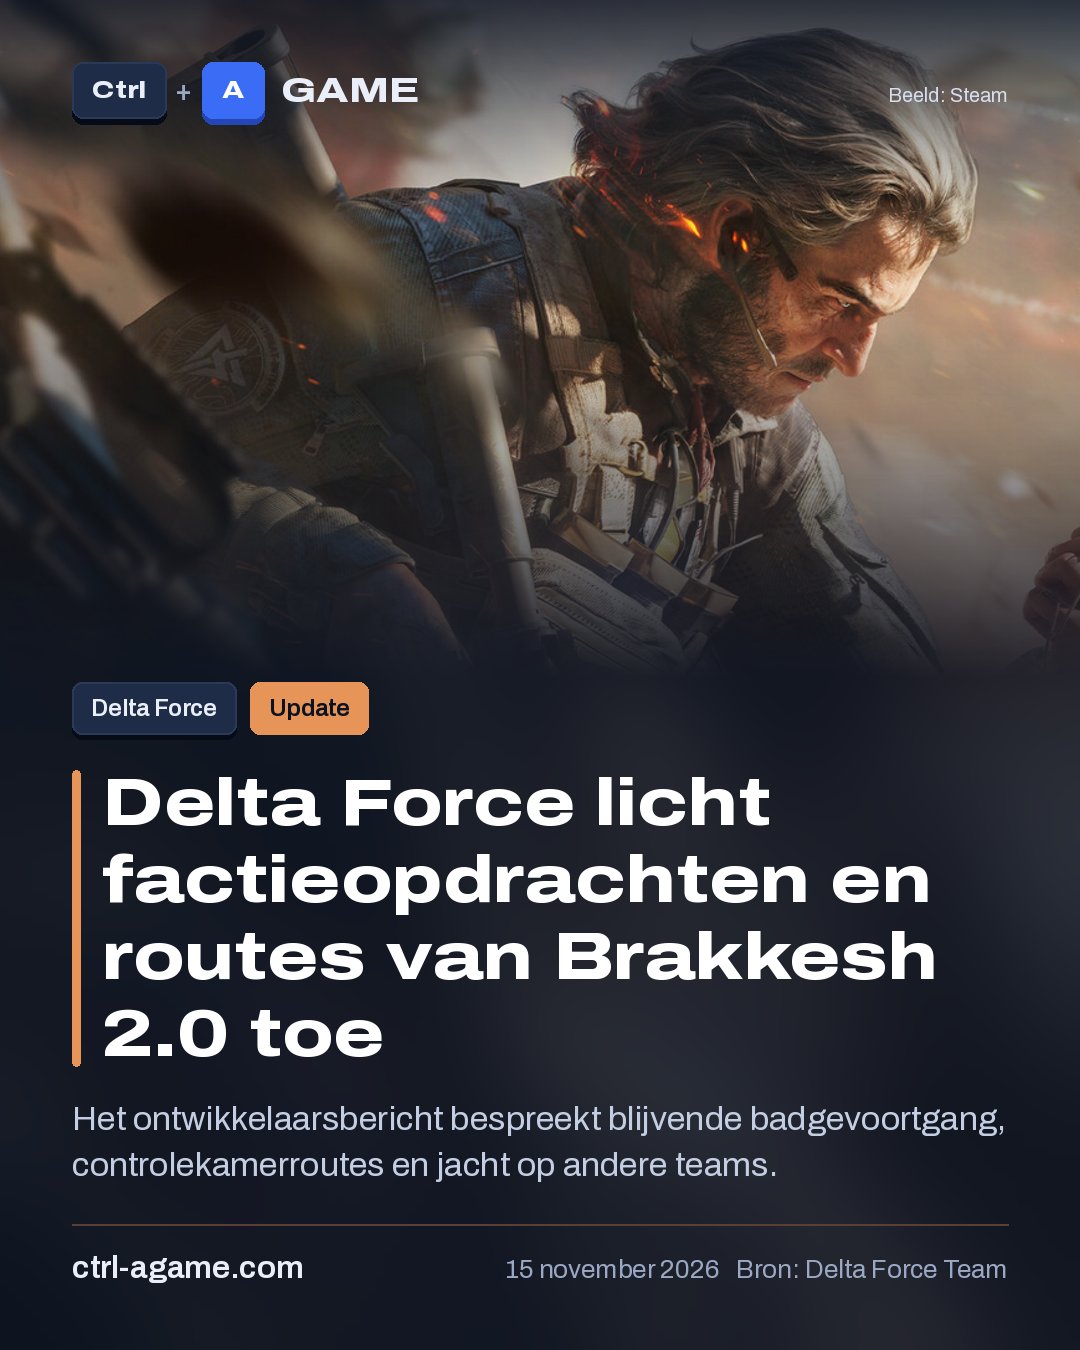 Ctrl + A GAME
Beeld: Steam
Delta Force
Update
Delta Force licht
factieopdrachten en
routes van Brakkesh
2.0 toe
Het ontwikkelaarsbericht bespreekt blijvende badgevoortgang,
controlekamerroutes en jacht op andere teams.
ctrl-agame.com
15 november 2026 Bron: Delta Force Team